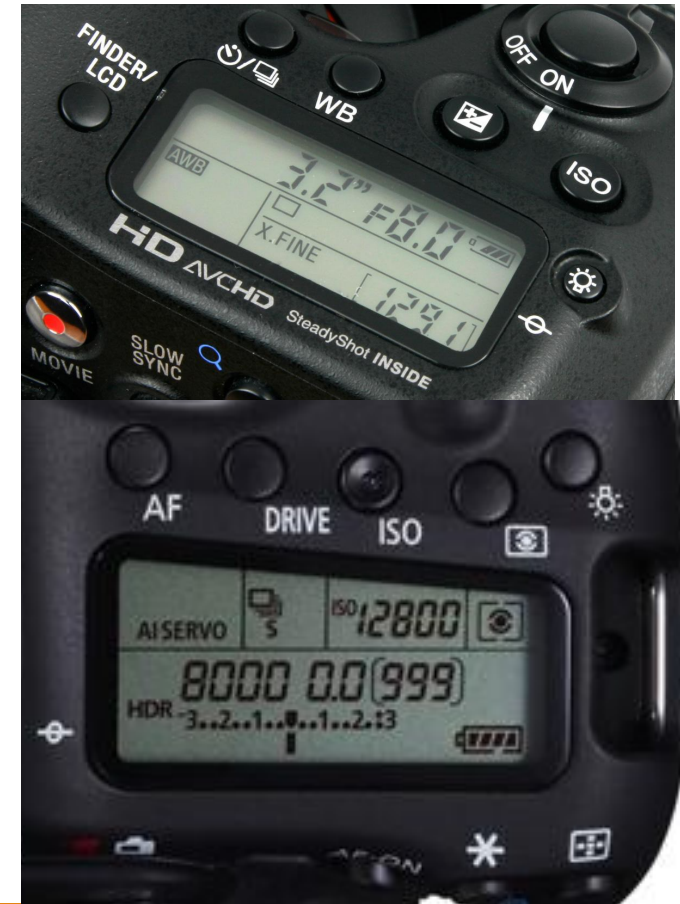 FINDER/
LCD
WB
OFF ON
ISO
AWB
3.2" F8.0
X.FINE
[1291]
HD AVCHD
SteadyShot INSIDE
MOVIE
SLOW
SYNC
AF
DRIVE
ISO
AI SERVO
S
ISO 12800
8000 0.0 (999)
HDR -3..2..1..0..1..2.:3
AF-ON